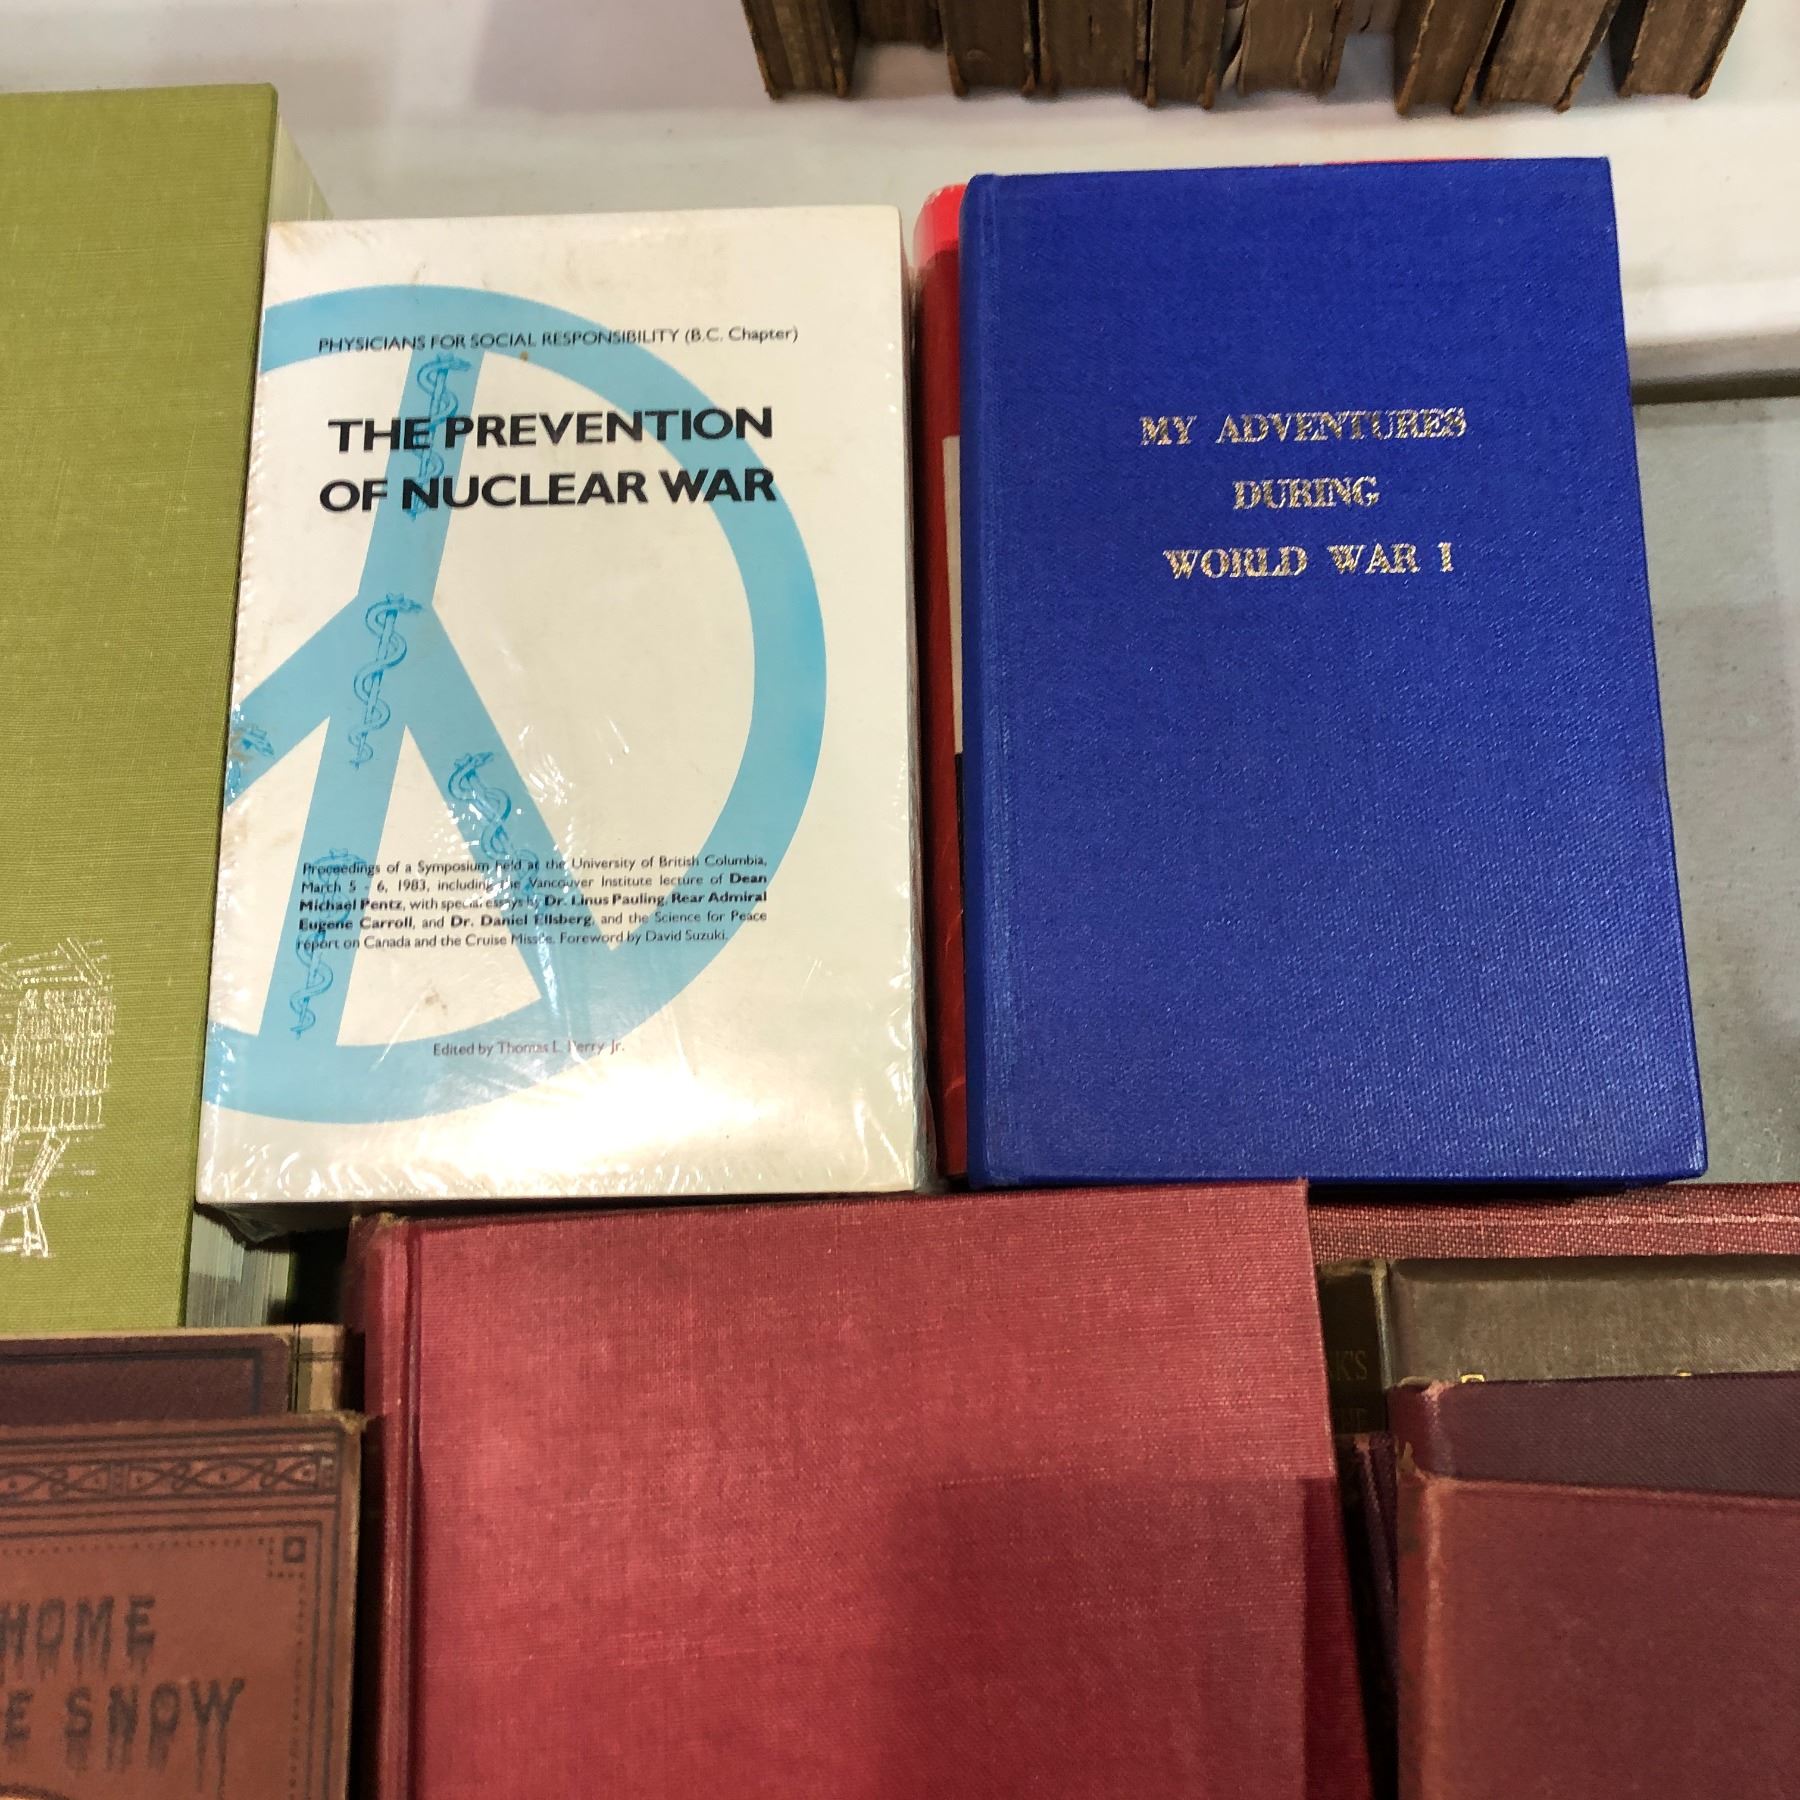 PHYSICIANS FOR SOCIAL RESPONSIBILITY (B.C. Chapter)
THE PREVENTION
OF NUCLEAR WAR
Proceedings of a Symposium held at the University of British Columbia,
March 5 - 6, 1983, including the Vancouver Institute lecture of Dean
Michael Pentz, with special essays by Dr. Linus Pauling, Rear Admiral
Eugene Carroll, and Dr. Daniel Ellsberg, and the Science for Peace
report on Canada and the Cruise Missile. Foreword by David Suzuki.
Edited by Thomas L. Perry Jr.
MY ADVENTURES
DURING
WORLD WAR I
HOME
SNOW